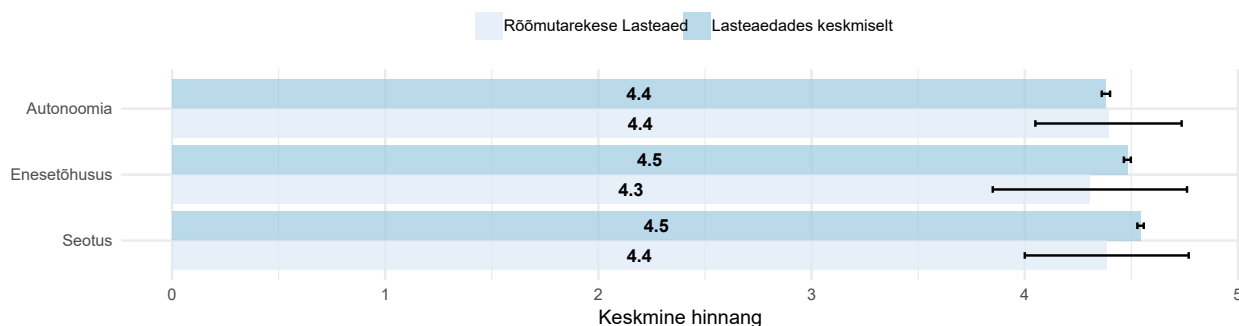 Rõõmutarekese Lasteaed Lasteaedades keskmiselt
Autonoomia
4.4
4.4
Enesetõhusus
4.5
4.3
Seotus
4.5
4.4
0 1 2 3 4 5
Keskmine hinnang